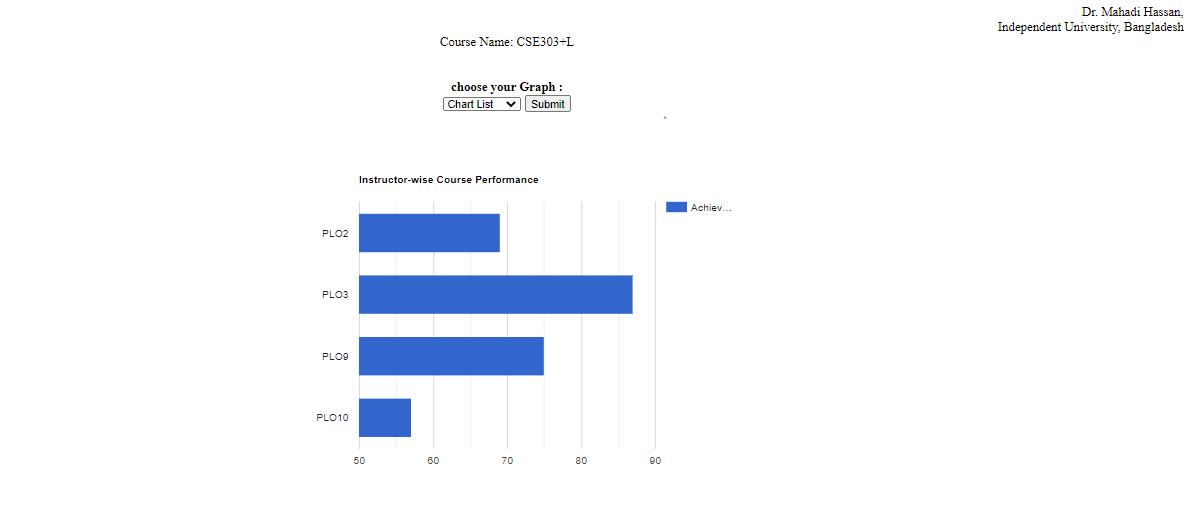 Dr. Mahadi Hassan,
Independent University, Bangladesh
Course Name: CSE303+L
choose your Graph :
Chart List Submit
Instructor-wise Course Performance
Achiev...
PLO2
PLO3
PLO9
PLO10
50 60 70 80 90